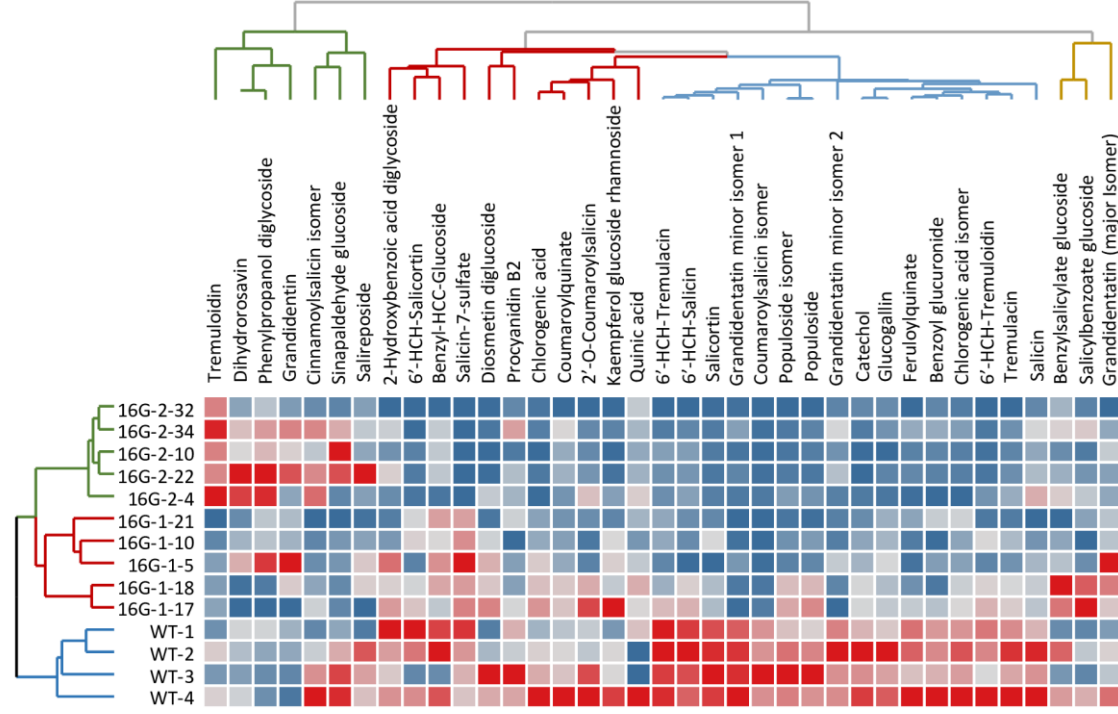 Tremuloidin
Dihydrorosavin
Phenylpropanol diglycoside
Grandidentin
Cinnamoylsalicin isomer
Sinapaldehyde glucoside
Salireposide
2-Hydroxybenzoic acid diglycoside
6’-HCH-Salicortin
Benzyl-HCC-Glucoside
Salicin-7-sulfate
Diosmetin diglucoside
Procyanidin B2
Chlorogenic acid
Coumaroylquinate
2’-O-Coumaroylsalicin
Kaempferol glucoside rhamnoside
Quinic acid
6’-HCH-Tremulacin
6’-HCH-Salicin
Salicortin
Grandidentatin minor isomer 1
Coumaroylsalicin isomer
Populoside isomer
Populoside
Grandidentatin minor isomer 2
Catechol
Glucogallin
Feruloylquinate
Benzoyl glucuronide
Chlorogenic acid isomer
6’-HCH-Tremuloidin
Tremulacin
Salicin
Benzylsalicylate glucoside
Salicylbenzoate glucoside
Grandidentatin (major Isomer)
16G-2-32
16G-2-34
16G-2-10
16G-2-22
16G-2-4
16G-1-21
16G-1-10
16G-1-5
16G-1-18
16G-1-17
WT-1
WT-2
WT-3
WT-4